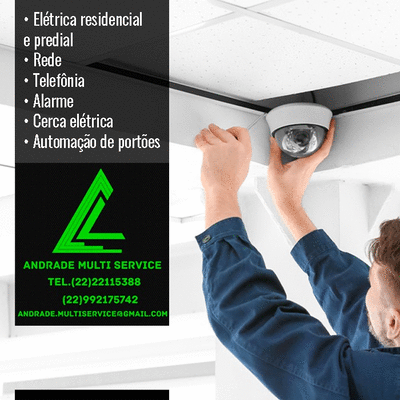 • Elétrica residencial
e predial
• Rede
• Telefônia
• Alarme
• Cerca elétrica
• Automação de portões
ANDRADE MULTI SERVICE
TEL.(22)22115388
(22)992175742
ANDRADE.MULTISERVICE@GMAIL.COM